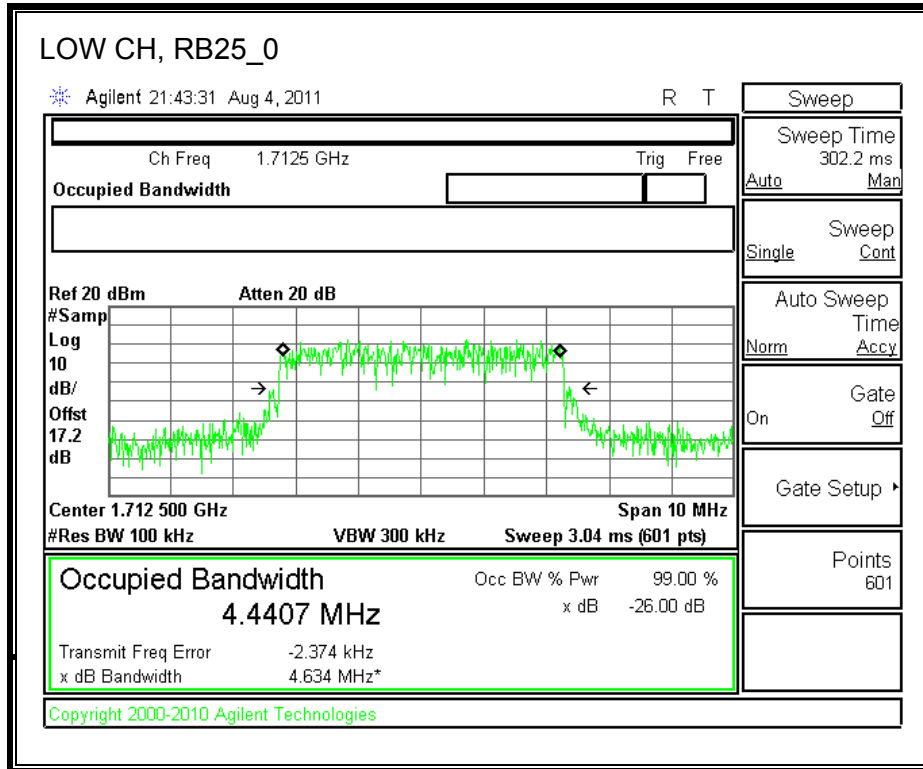 LOW CH, RB25_0
Agilent 21:43:31 Aug 4, 2011 R T
Ch Freq 1.7125 GHz Trig Free
Occupied Bandwidth
Ref 20 dBm Atten 20 dB
#Samp
Log
10
dB/
Offst
17.2
dB
Center 1.712 500 GHz Span 10 MHz
#Res BW 100 kHz VBW 300 kHz Sweep 3.04 ms (601 pts)
Occupied Bandwidth Occ BW % Pwr 99.00 %
4.4407 MHz x dB -26.00 dB
Transmit Freq Error -2.374 kHz
x dB Bandwidth 4.634 MHz*
Copyright 2000-2010 Agilent Technologies
Sweep
Sweep Time
302.2 ms
Auto Man
Sweep
Single Cont
Auto Sweep
Time
Norm Accy
Gate
On Off
Gate Setup
Points
601